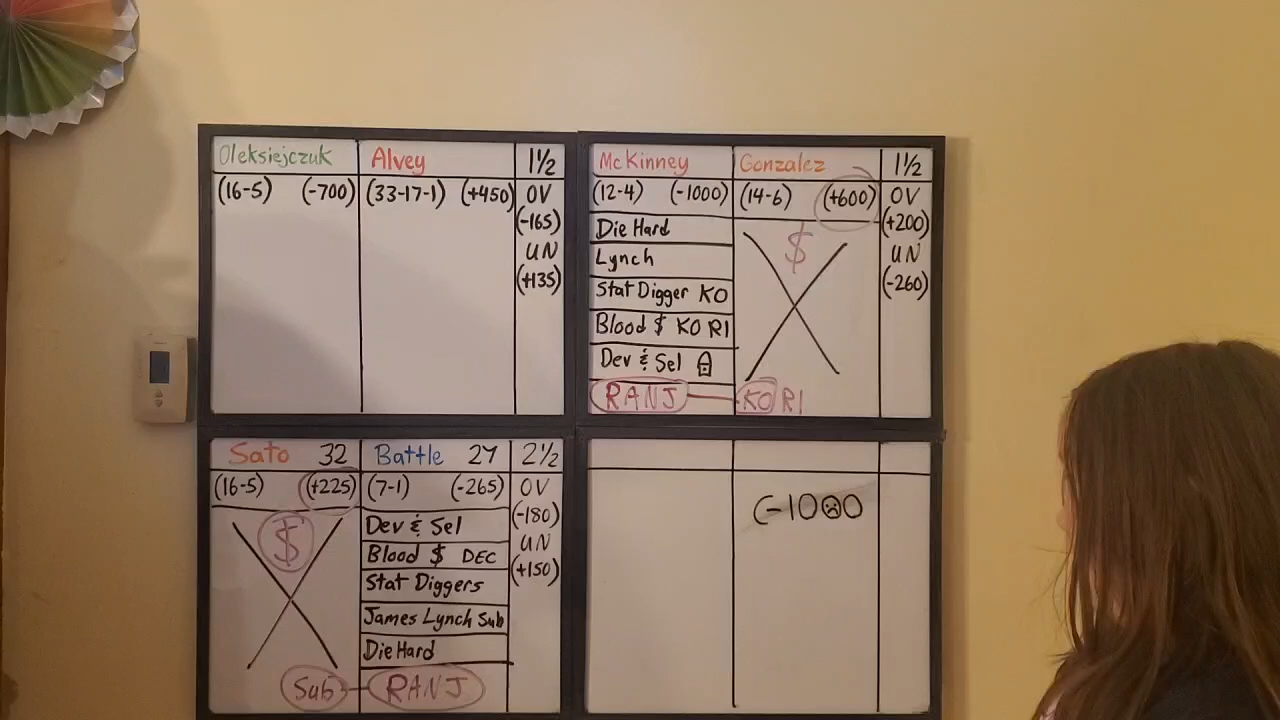 Oleksiejczuk Alvey 1½
(16-5) (-700) (33-17-1) (+450) OV
(-165)
UN
(+135)
McKinney Gonzalez 1½
(12-4) (-1000) (14-6) (+600) OV
Die Hard $ (+200)
Lynch UN
Stat Digger KO (-260)
Blood $ KO R1
Dev & Sel
RANJ KO R1
Sato 32 Battle 27 2½
(16-5) (+225) (7-1) (-265) OV
$ Dev & Sel (-180)
Blood $ DEC UN
Stat Diggers (+150)
James Lynch Sub
Die Hard
Sub RANJ
(-1000